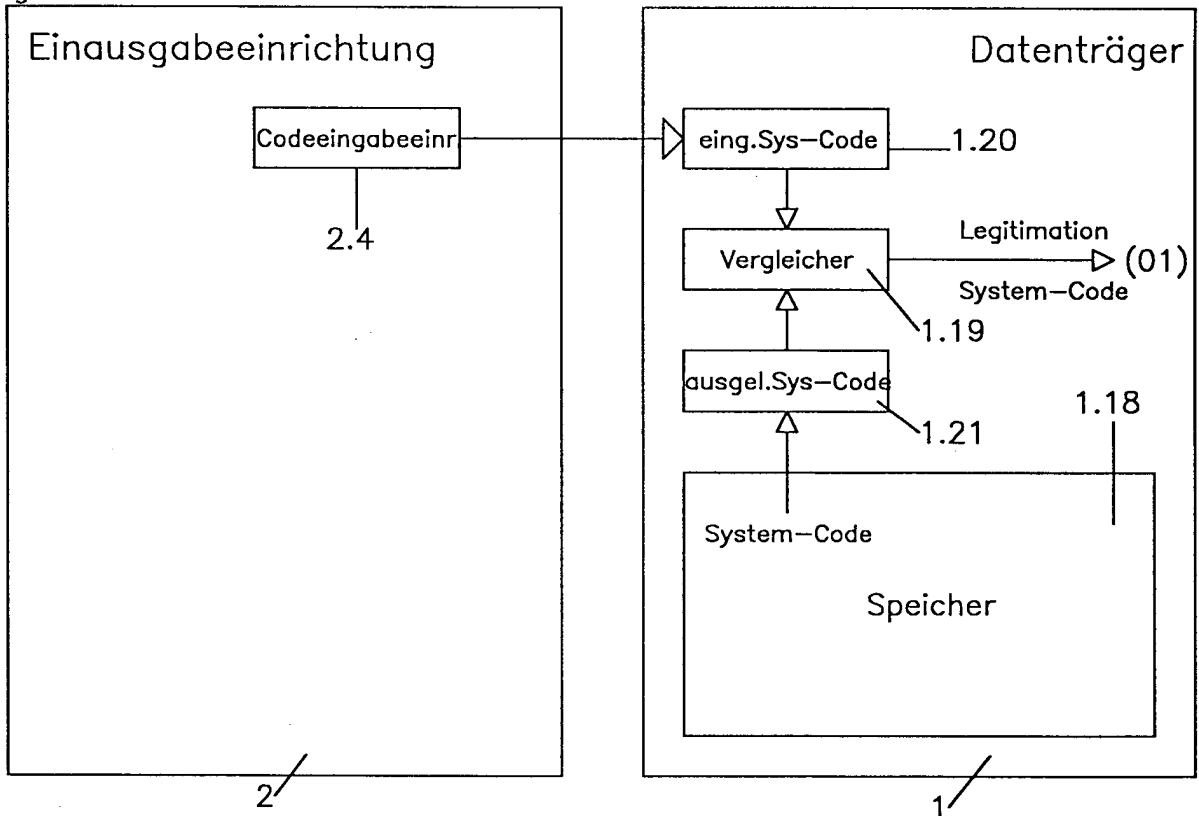 Einausgabeeinrichtung
Datenträger
Codeeingabeeinr
eing.Sys-Code
1.20
2.4
Vergleicher
Legitimation
(01)
System-Code
1.19
ausgel.Sys-Code
1.18
1.21
System-Code
Speicher
2
1